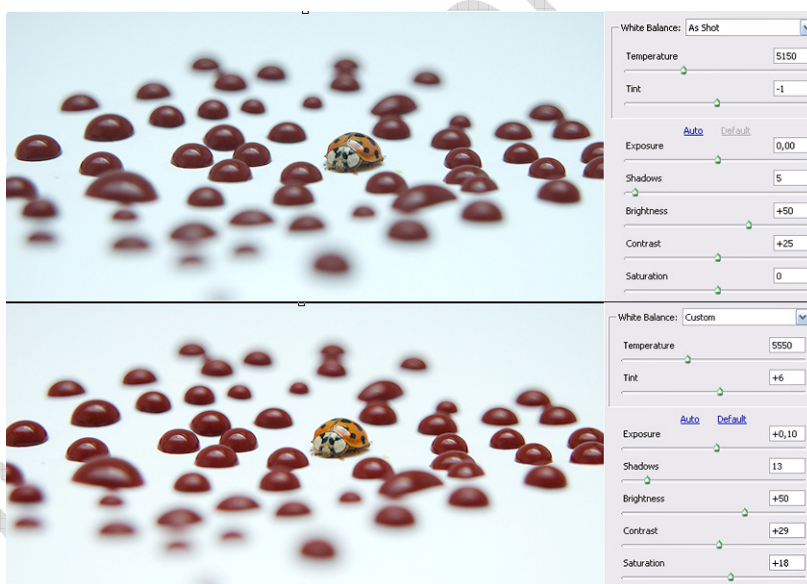 White Balance: As Shot
Temperature 5150
Tint -1
Auto Default
Exposure 0,00
Shadows 5
Brightness +50
Contrast +25
Saturation 0
White Balance: Custom
Temperature 5550
Tint +6
Auto Default
Exposure +0,10
Shadows 13
Brightness +50
Contrast +29
Saturation +18